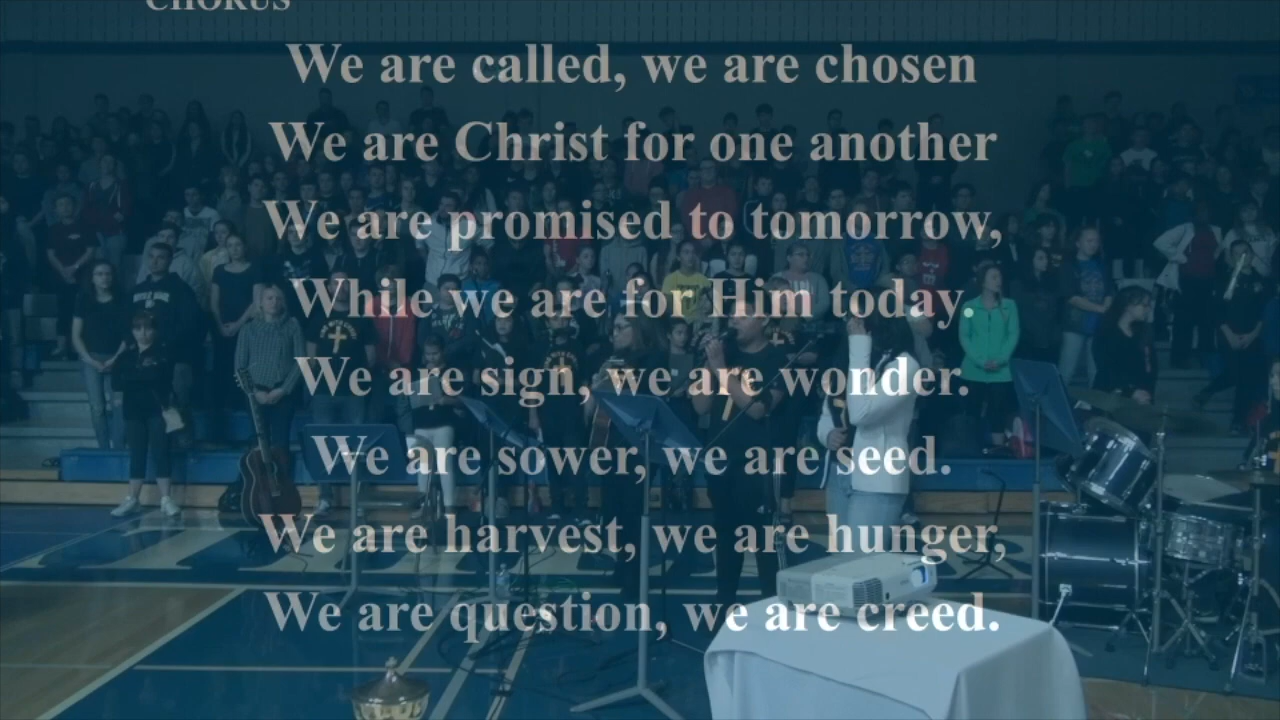 CHORUS
We are called, we are chosen
We are Christ for one another
We are promised to tomorrow,
While we are for Him today.
We are sign, we are wonder.
We are sower, we are seed.
We are harvest, we are hunger,
We are question, we are creed.